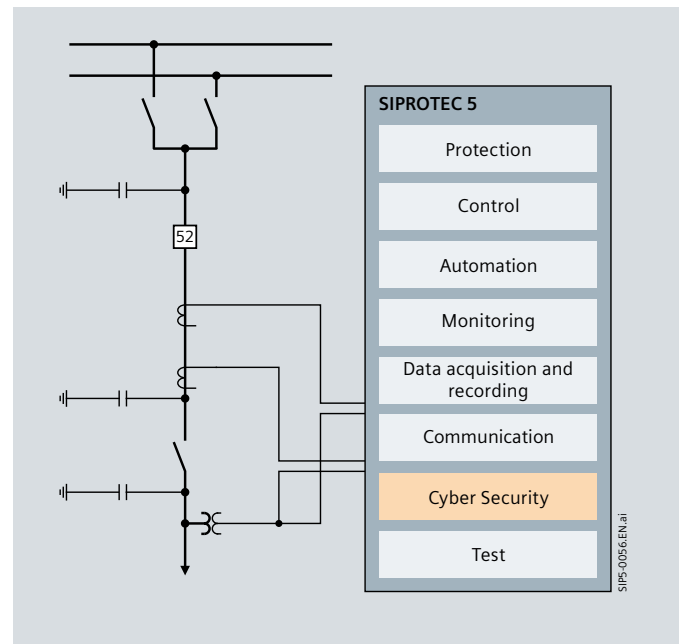 SIPROTEC 5
Protection
Control
52
Automation
Monitoring
Data acquisition and
recording
Communication
Cyber Security
Test
SIP5-0056.EN.ai